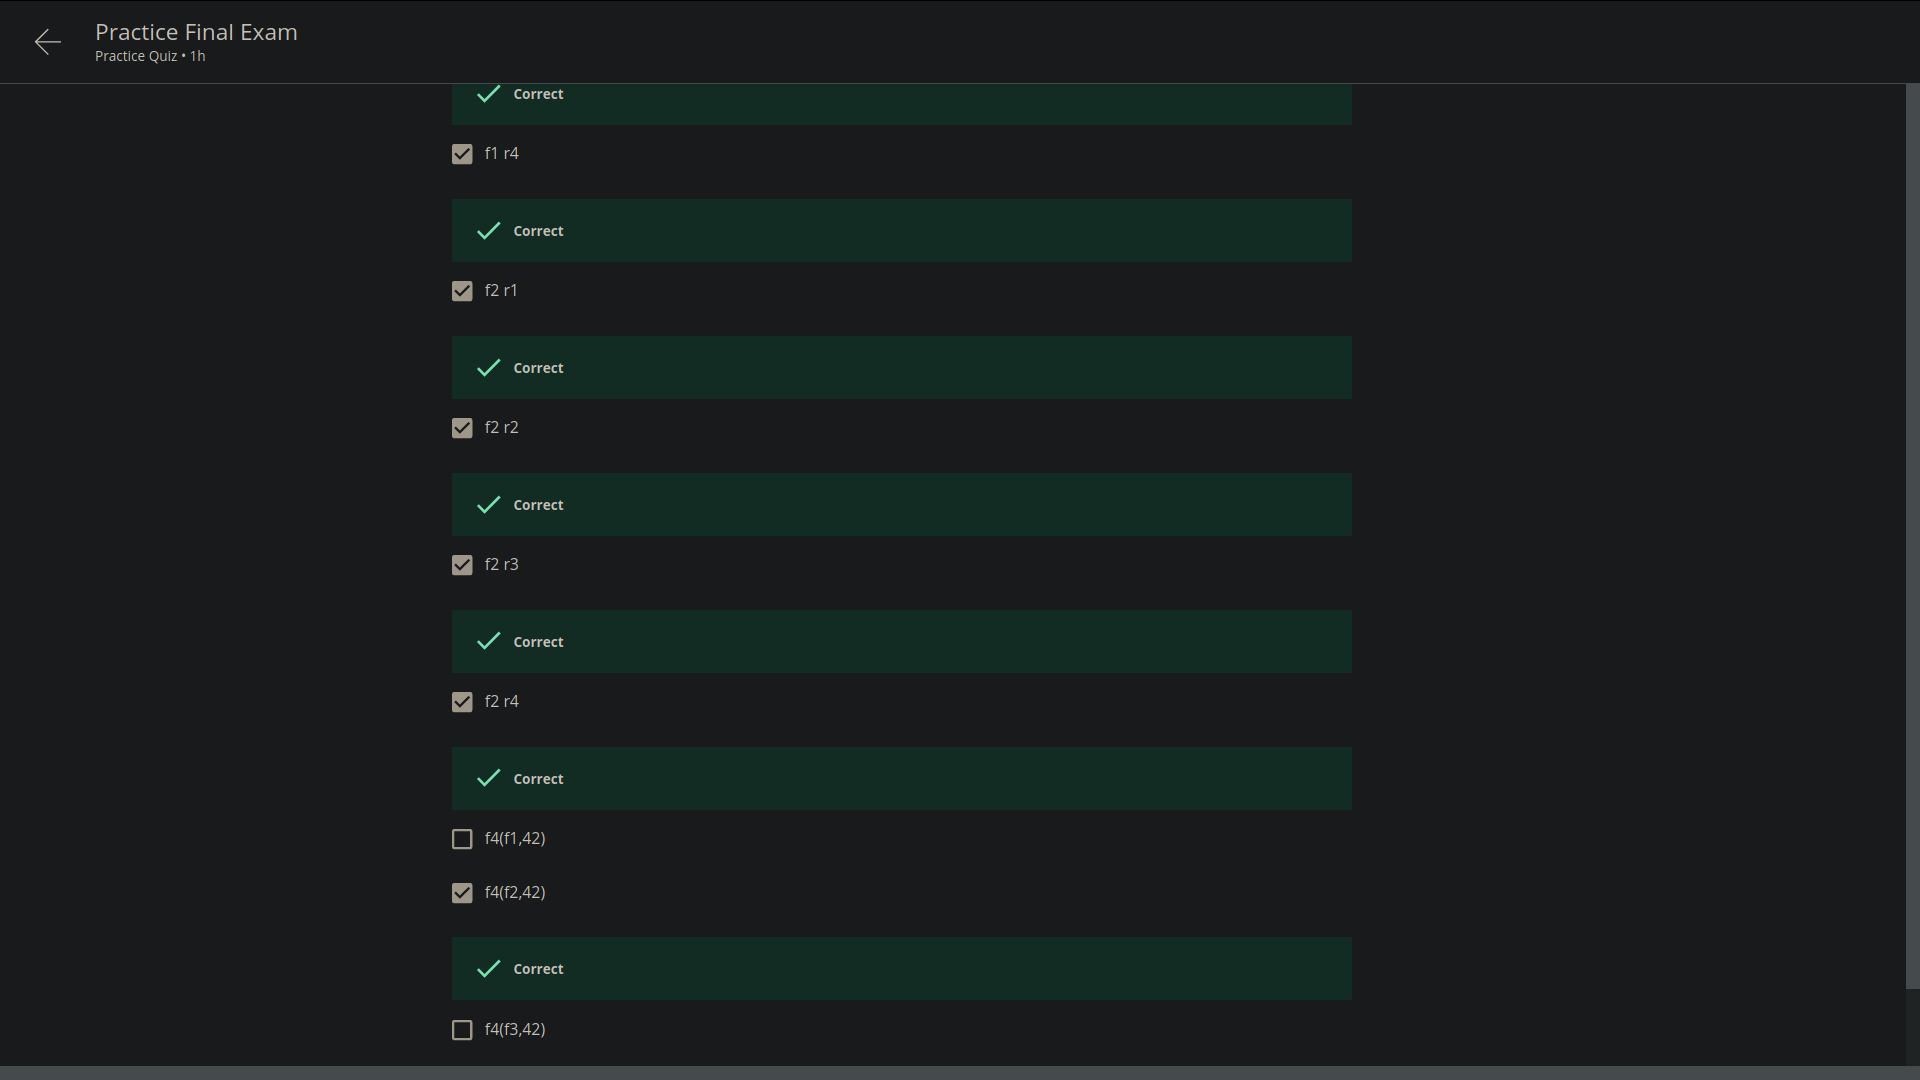 Practice Final Exam
Practice Quiz • 1h
Correct
f1 r4
Correct
f2 r1
Correct
f2 r2
Correct
f2 r3
Correct
f2 r4
Correct
f4(f1,42)
f4(f2,42)
Correct
f4(f3,42)